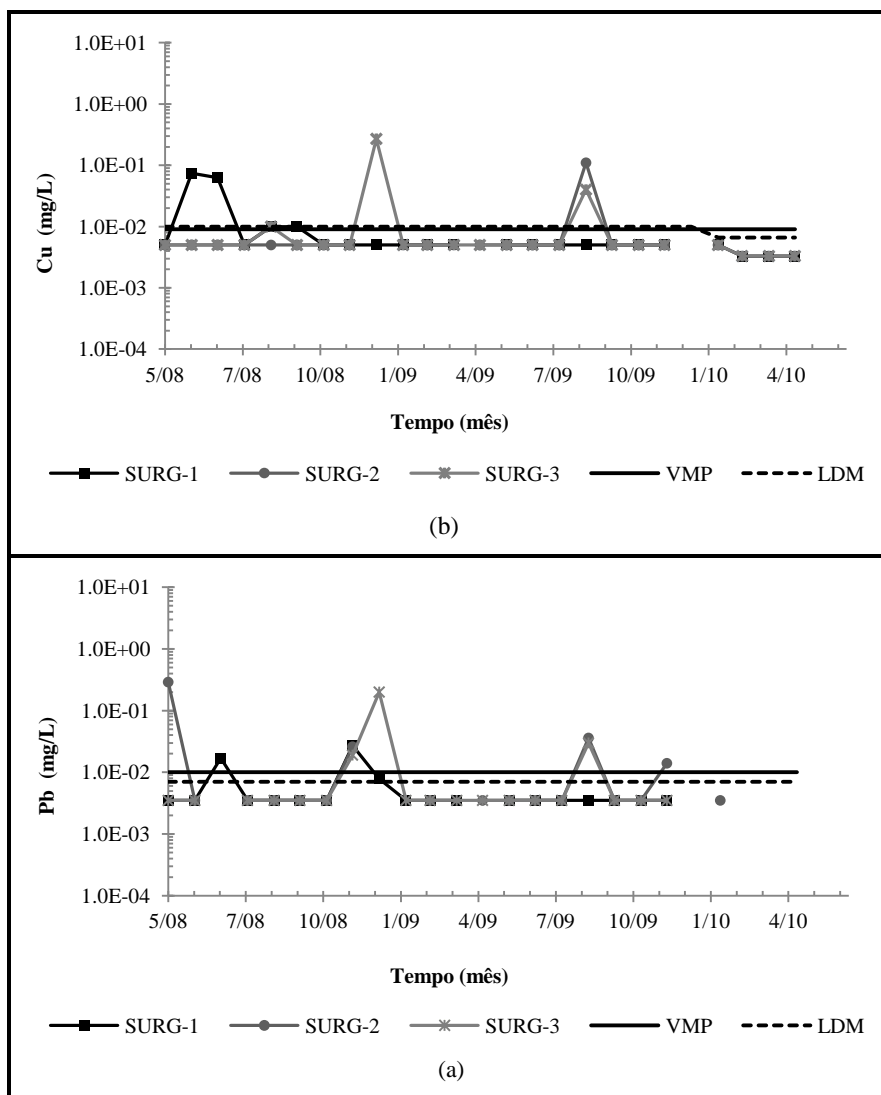 1.0E+01
1.0E+00
1.0E-01
1.0E-02
1.0E-03
1.0E-04
Cu (mg/L)
5/08 7/08 10/08 1/09 4/09 7/09 10/09 1/10 4/10
Tempo (mês)
SURG-1 SURG-2 SURG-3 VMP LDM
(b)
1.0E+01
1.0E+00
1.0E-01
1.0E-02
1.0E-03
1.0E-04
Pb (mg/L)
5/08 7/08 10/08 1/09 4/09 7/09 10/09 1/10 4/10
Tempo (mês)
SURG-1 SURG-2 SURG-3 VMP LDM
(a)